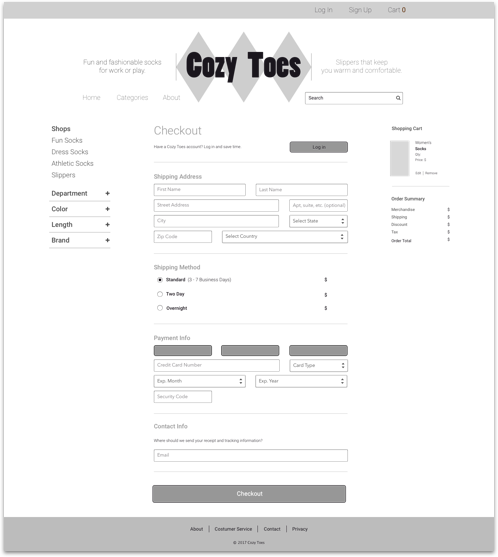 Log in Sign Up Cart 0
Fun and fashionable socks
for work or play.
Cozy Toes
Slippers that keep
you warm and comfortable.
Home Categories About
Search
Shops
Fun Socks
Dress Socks
Athletic Socks
Slippers
Department +
Color +
Length +
Brand +
Checkout
Have a Cozy Toes account? Log in and save time.
Log in
Shipping Address
First Name
Last Name
Street Address
Apt, suite, etc. (optional)
City
Select State
Zip Code
Select Country
Shipping Method
Standard (3 - 7 Business Days) $
Two Day $
Overnight $
Payment Info
Credit Card Number
Card Type
Exp. Month
Exp. Year
Security Code
Contact Info
Where should we send your receipt and tracking information?
Email
Checkout
Shopping Cart
Women's
Socks
Price: $
Edit | Remove
Order Summary
Merchandise $
Shipping $
Discount $
Tax $
Order Total $
About | Costumer Service | Contact | Privacy
© 2021 Cozy Toes